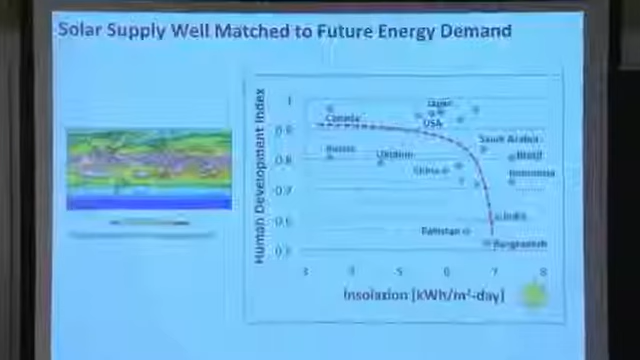 Solar Supply Well Matched to Future Energy Demand
Human Development Index
1
0.9
0.8
0.7
0.6
0.5
Canada
Japan
USA
Russia
Ukraine
China
Saudi Arabia
Brazil
Indonesia
India
Pakistan
Bangladesh
3
4
5
6
7
8
Insolation [kWh/m²-day]